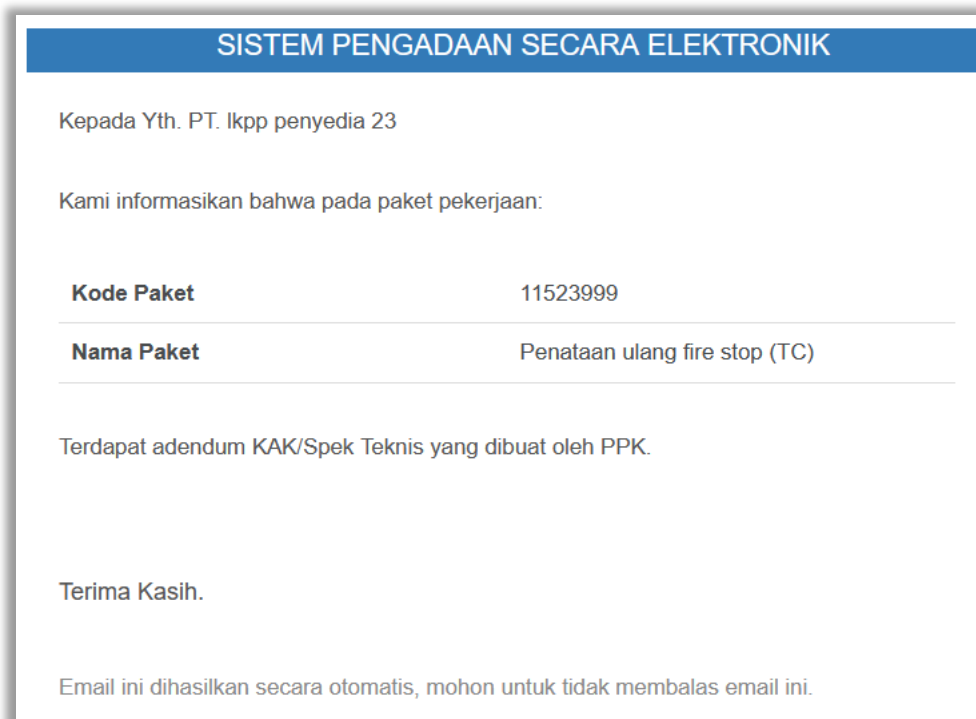 SISTEM PENGADAAN SECARA ELEKTRONIK
Kepada Yth. PT. lkpp penyedia 23
Kami informasikan bahwa pada paket pekerjaan:
Kode Paket 11523999
Nama Paket Penataan ulang fire stop (TC)
Terdapat adendum KAK/Spek Teknis yang dibuat oleh PPK.
Terima Kasih.
Email ini dihasilkan secara otomatis, mohon untuk tidak membalas email ini.